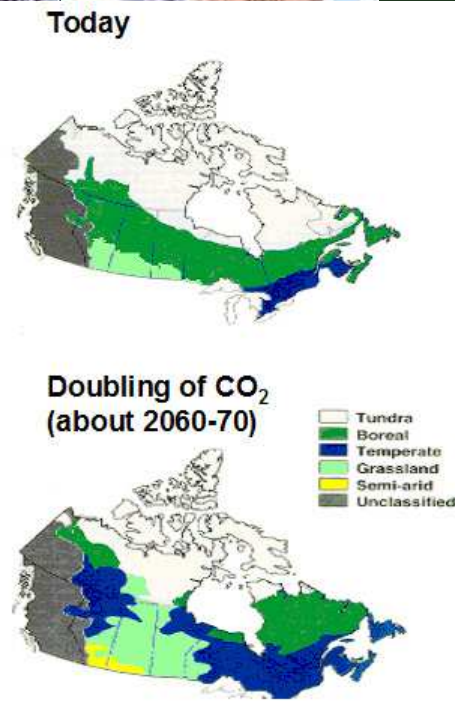 Today
Doubling of CO₂
(about 2060-70)
Tundra
Boreal
Temperate
Grassland
Semi-arid
Unclassified